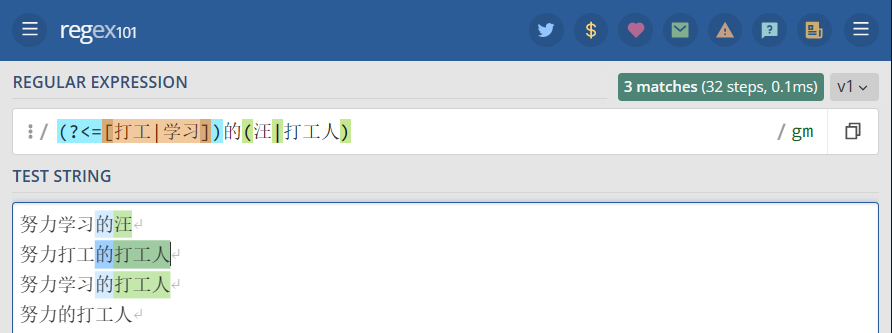 regex101
REGULAR EXPRESSION
3 matches (32 steps, 0.1ms)
v1
/ (?<=[打工|学习])的(汪|打工人) / gm
TEST STRING
努力学习的汪↵
努力打工的打工人↵
努力学习的打工人↵
努力的打工人↵